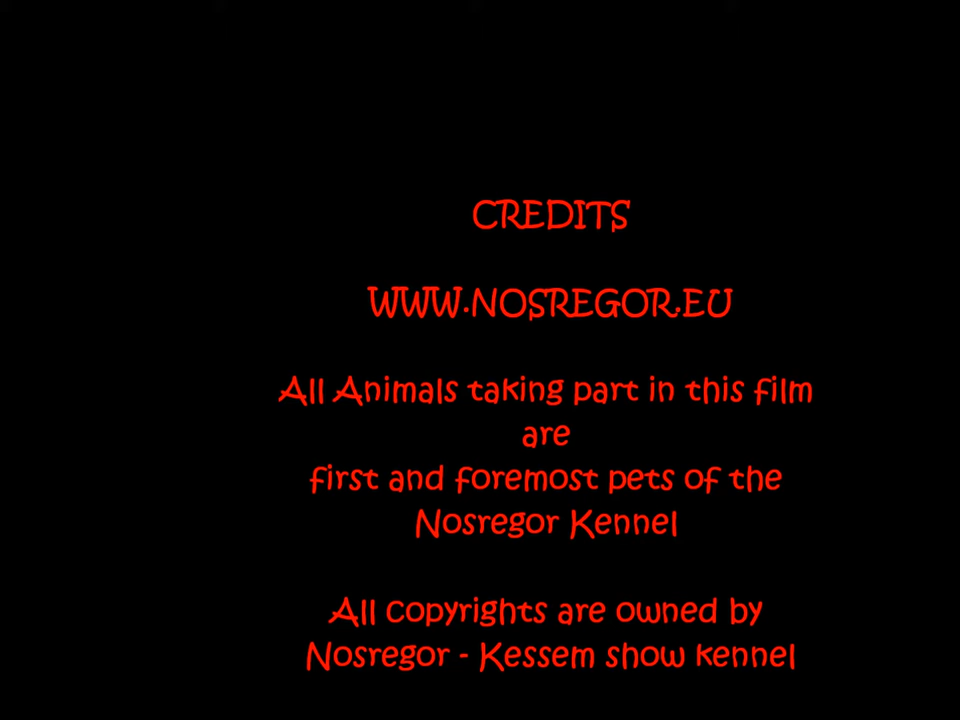 CREDITS
WWW.NOSREGOR.EU
All Animals taking part in this film
are
first and foremost pets of the
Nosregor Kennel
All copyrights are owned by
Nosregor - Kessem show kennel